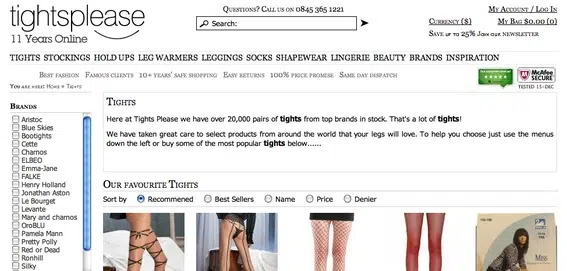 tightsplease
11 Years Online
Questions? Call us on 0845 365 1221
Search:
My Account / Log In
Currency ($)
My Bag $0.00 (0)
Save up to 25% Join our newsletter
TIGHTS STOCKINGS HOLD UPS LEG WARMERS LEGGINGS SOCKS SHAPEWEAR LINGERIE BEAUTY BRANDS INSPIRATION
Best fashion Famous clients 10+ years' safe shopping Easy returns 100% price promise Same day dispatch
McAfee SECURE
TESTED 15-DEC
You are here: Home » Tights
Brands
Aristoc
Blue Skies
Bootights
Cette
Charnos
ELBEO
Emma-Jane
FALKE
Henry Holland
Jonathan Aston
Le Bourget
Levante
Mary and charnos
OroBLU
Pamela Mann
Pretty Polly
Red or Dead
Ronhill
Silky
Tights
Here at Tights Please we have over 20,000 pairs of tights from top brands in stock. That's a lot of tights!
We have taken great care to select products from around the world that your legs will love. To help you choose just use the menus
down the left or buy some of the most popular tights below......
Our favourite Tights
Sort by Recommened Best Sellers Name Price Denier
Miss